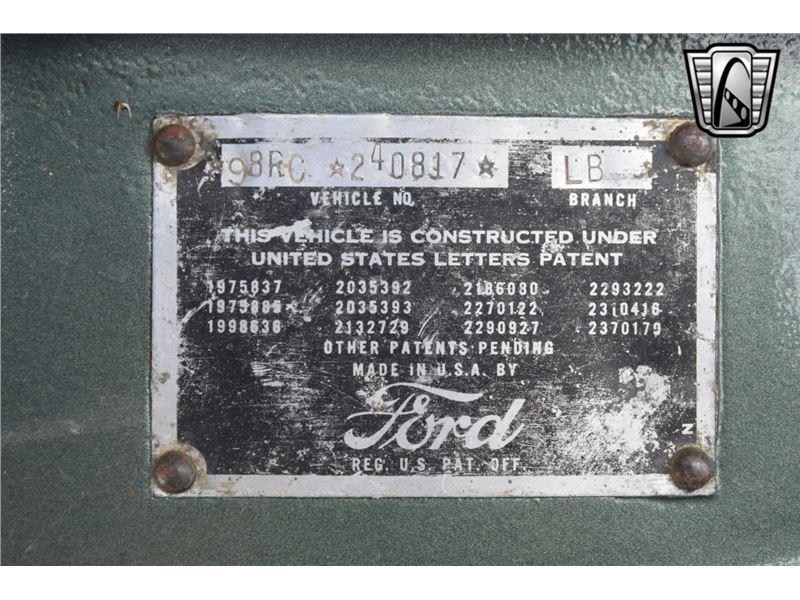 98RC ★240817★ LB
VEHICLE NO. BRANCH
THIS VEHICLE IS CONSTRUCTED UNDER
UNITED STATES LETTERS PATENT
1975837 2035392 2186080 2293222
1975885 2035393 2270122 2310416
1998636 2132729 2290927 2370179
OTHER PATENTS PENDING
MADE IN U.S.A. BY
Ford
Z
REG. U.S. PAT. OFF.